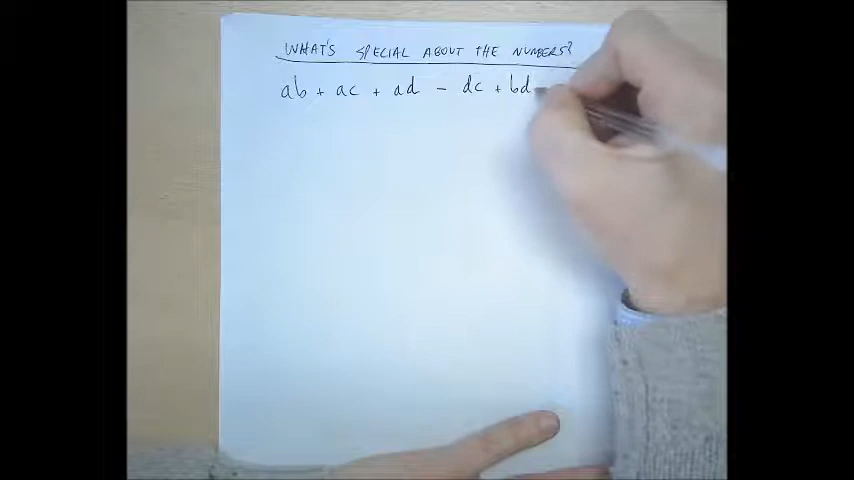 WHAT'S SPECIAL ABOUT THE NUMBERS?
ab + ac + ad - dc + bd